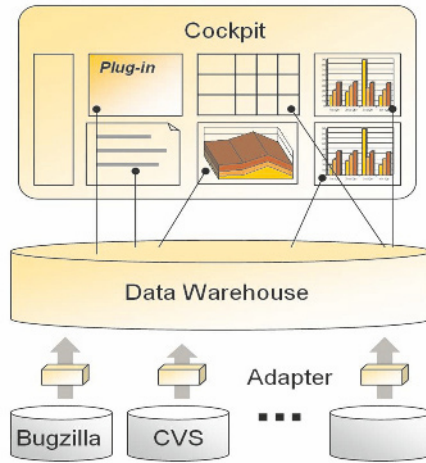 Cockpit
Plug-in
Data Warehouse
Adapter
Bugzilla
CVS